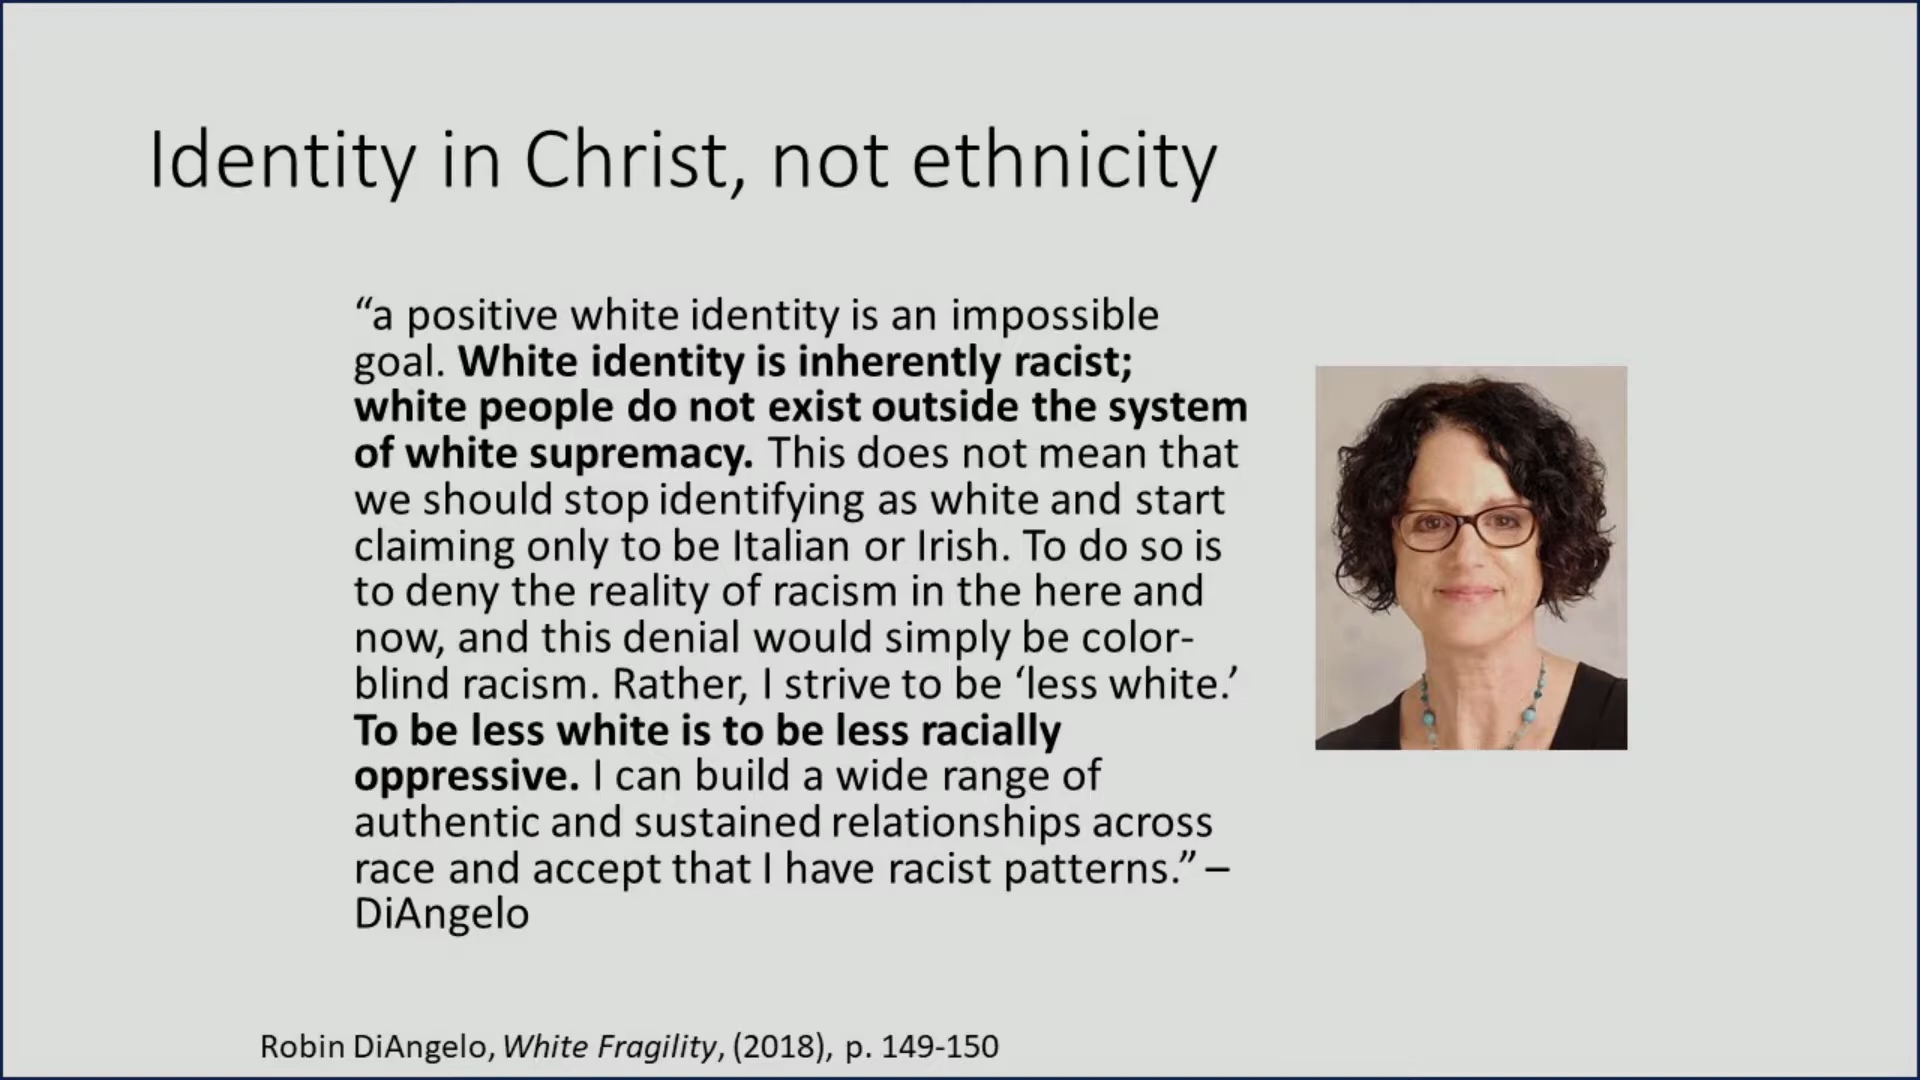 Identity in Christ, not ethnicity
“a positive white identity is an impossible
goal. White identity is inherently racist;
white people do not exist outside the system
of white supremacy. This does not mean that
we should stop identifying as white and start
claiming only to be Italian or Irish. To do so is
to deny the reality of racism in the here and
now, and this denial would simply be color-
blind racism. Rather, I strive to be ‘less white.’
To be less white is to be less racially
oppressive. I can build a wide range of
authentic and sustained relationships across
race and accept that I have racist patterns.” –
DiAngelo
Robin DiAngelo, White Fragility, (2018), p. 149-150